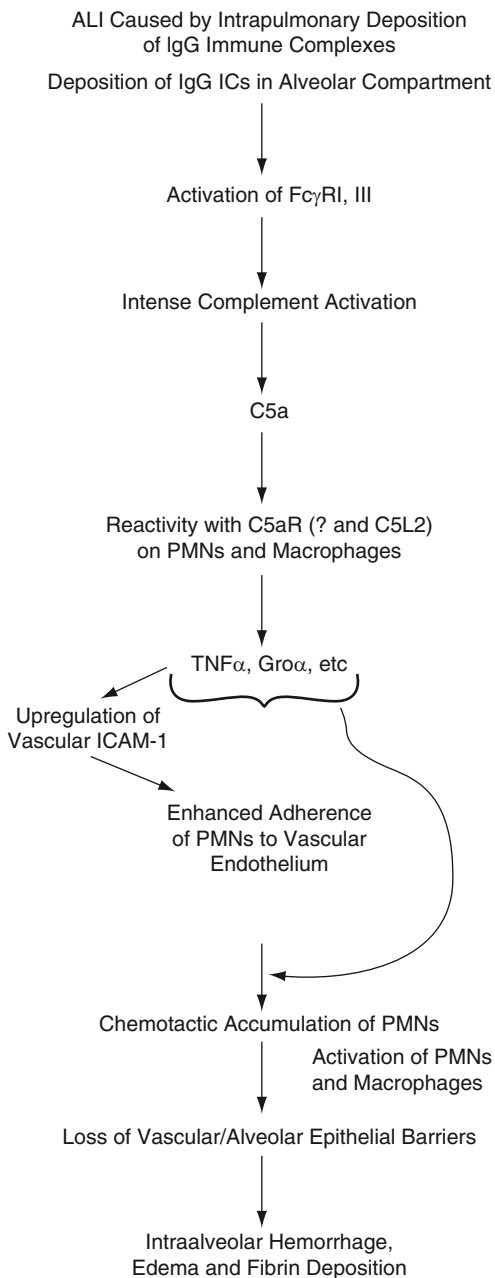 ALI Caused by Intrapulmonary Deposition
of IgG Immune Complexes
Deposition of IgG ICs in Alveolar Compartment
Activation of FcγRI, III
Intense Complement Activation
C5a
Reactivity with C5aR (? and C5L2)
on PMNs and Macrophages
TNFα, Groα, etc
Upregulation of
Vascular ICAM-1
Enhanced Adherence
of PMNs to Vascular
Endothelium
Chemotactic Accumulation of PMNs
Activation of PMNs
and Macrophages
Loss of Vascular/Alveolar Epithelial Barriers
Intraalveolar Hemorrhage,
Edema and Fibrin Deposition